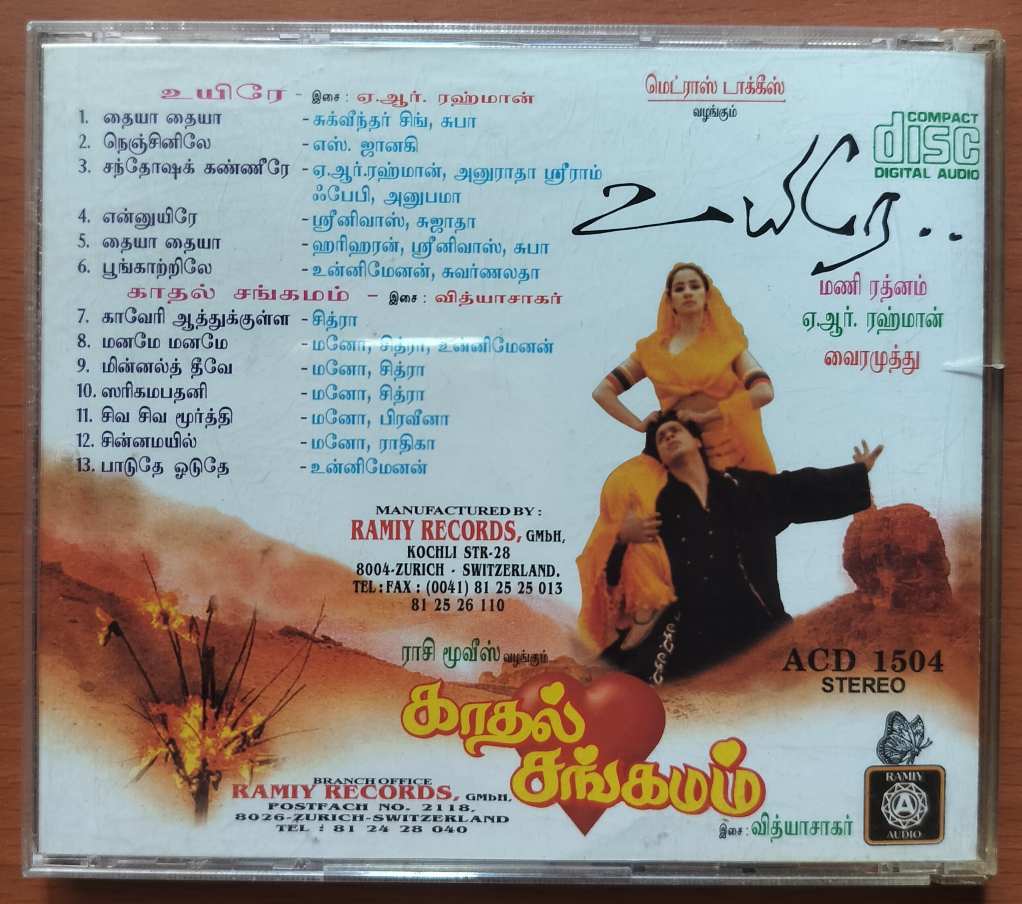 உயிரே - இசை : ஏ.ஆர். ரஹ்மான்
1. தையா தையா - சுக்வீந்தர் சிங், சுபா
2. நெஞ்சினிலே - எஸ். ஜானகி
3. சந்தோஷக் கண்ணீரே - ஏ.ஆர்.ரஹ்மான், அனுராதா ஸ்ரீராம்
ஃபேபி, அனுபமா
4. என்னுயிரே - ஸ்ரீனிவாஸ், சுஜாதா
5. தையா தையா - ஹரிஹரன், ஸ்ரீனிவாஸ், சுபா
6. பூங்காற்றிலே - உன்னிமேனன், சுவர்ணலதா
காதல் சங்கமம் - இசை : வித்யாசாகர்
7. காவேரி ஆத்துக்குள்ள - சித்ரா
8. மனமே மனமே - மனோ, சித்ரா, உன்னிமேனன்
9. மின்னல்த் தீவே - மனோ, சித்ரா
10. ஸரிகமபதனி - மனோ, சித்ரா
11. சிவ சிவ மூர்த்தி - மனோ, பிரவீனா
12. சின்னமயில் - மனோ, ராதிகா
13. பாடுதே ஓடுதே - உன்னிமேனன்
மெட்ராஸ் டாக்கீஸ்
வழங்கும்
COMPACT
disc
DIGITAL AUDIO
உயிரே..
மணி ரத்னம்
ஏ.ஆர். ரஹ்மான்
வைரமுத்து
MANUFACTURED BY :
RAMIY RECORDS, GMbH,
KOCHLI STR-28
8004-ZURICH - SWITZERLAND.
TEL : FAX : (0041) 81 25 25 013
81 25 26 110
ராசி மூவீஸ் வழங்கும்
காதல்
சங்கமம்
இசை : வித்யாசாகர்
ACD 1504
STEREO
BRANCH OFFICE
RAMIY RECORDS, GMbH,
POSTFACH NO. 2118,
8026-ZURICH-SWITZERLAND
TEL : 81 24 28 040
RAMIY
A
AUDIO